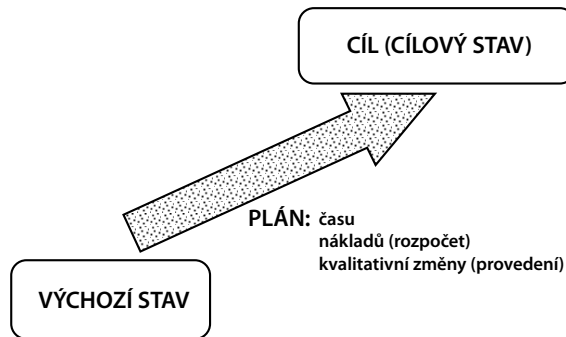 CÍL (CÍLOVÝ STAV)
PLÁN: času
nákladů (rozpočet)
kvalitativní změny (provedení)
VÝCHOZÍ STAV